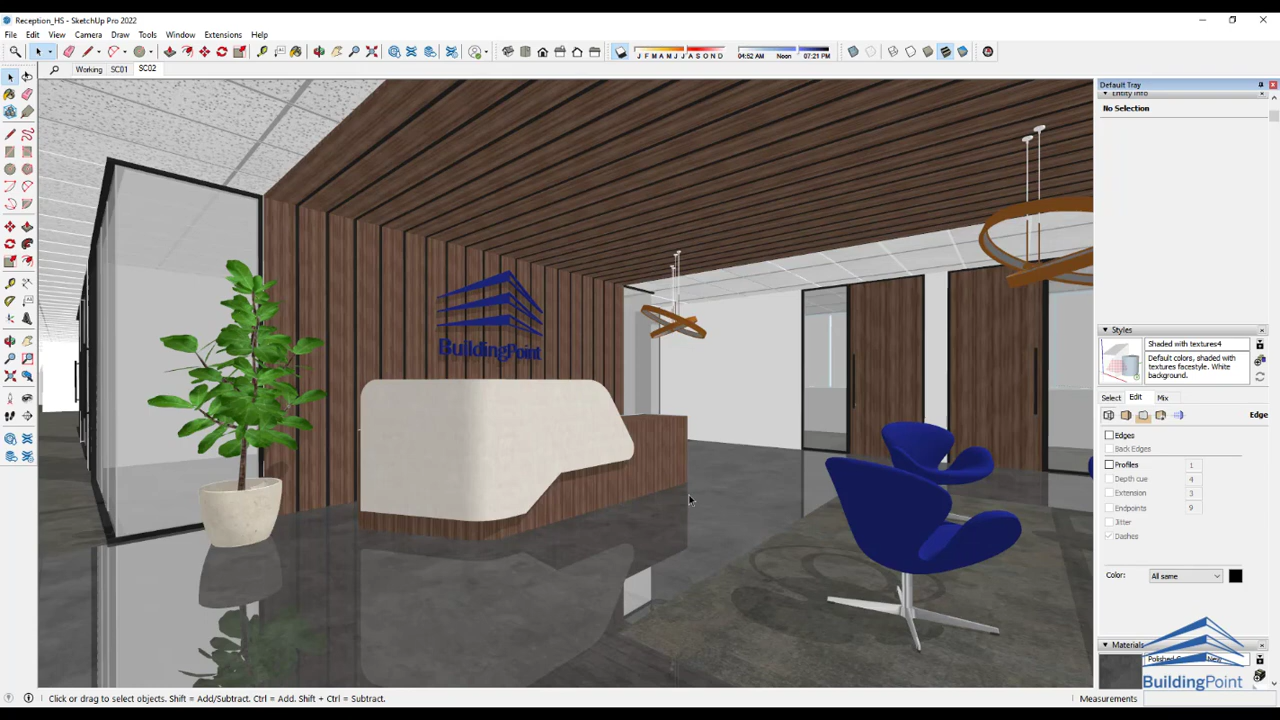 Reception_HS - SketchUp Pro 2022
File Edit View Camera Draw Tools Window Extensions Help
J F M A M J J A S O N D
04:52 AM Noon 07:21 PM
Working SC01 SC02
Default Tray
Entity Info
No Selection
BuildingPoint
Styles
Shaded with textures4
Default colors, shaded with
textures facestyle. White
background.
Select Edit Mix
Edge
Edges
Back Edges
Profiles 1
Depth cue 4
Extension 3
Endpoints 9
Jitter
Dashes
Color: All same
Materials
BuildingPoint
Click or drag to select objects. Shift = Add/Subtract. Ctrl = Add. Shift + Ctrl = Subtract.
Measurements